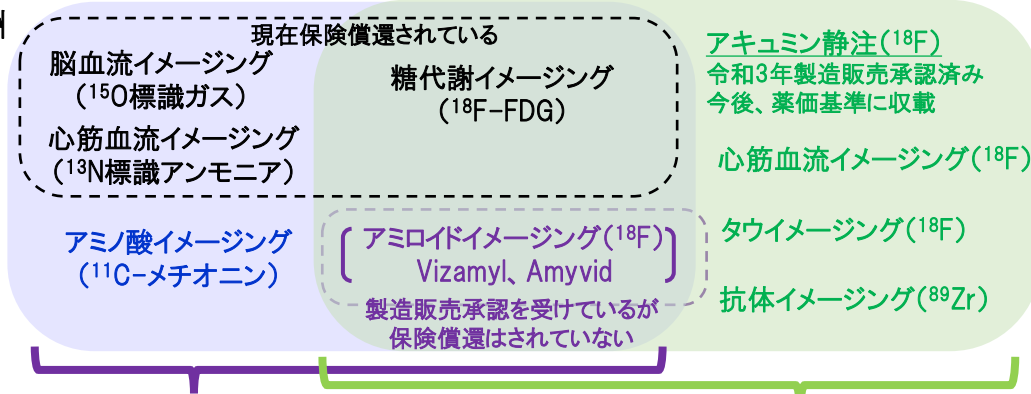 現在保険償還されている
脳血流イメージング
(¹⁵O標識ガス)
心筋血流イメージング
(¹³N標識アンモニア)
糖代謝イメージング
(¹⁸F-FDG)
アキュミン静注(¹⁸F)
令和3年製造販売承認済み
今後、薬価基準に収載
心筋血流イメージング(¹⁸F)
タウイメージング(¹⁸F)
抗体イメージング(⁸⁹Zr)
アミノ酸イメージング
(¹¹C-メチオニン)
アミロイドイメージング(¹⁸F)
Vizamyl、Amyvid
製造販売承認を受けているが
保険償還はされていない